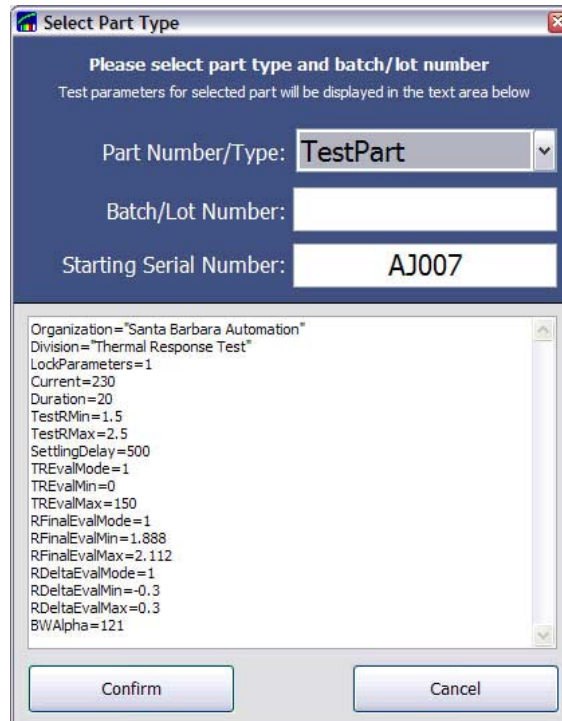 Select Part Type
Please select part type and batch/lot number
Test parameters for selected part will be displayed in the text area below
Part Number/Type: TestPart
Batch/Lot Number:
Starting Serial Number: AJ007
Organization="Santa Barbara Automation"
Division="Thermal Response Test"
LockParameters=1
Current=230
Duration=20
TestRMin=1.5
TestRMax=2.5
SettlingDelay=500
TREvalMode=1
TREvalMin=0
TREvalMax=150
RFinalEvalMode=1
RFinalEvalMin=1.888
RFinalEvalMax=2.112
RDeltaEvalMode=1
RDeltaEvalMin=-0.3
RDeltaEvalMax=0.3
BWAlpha=121
Confirm Cancel